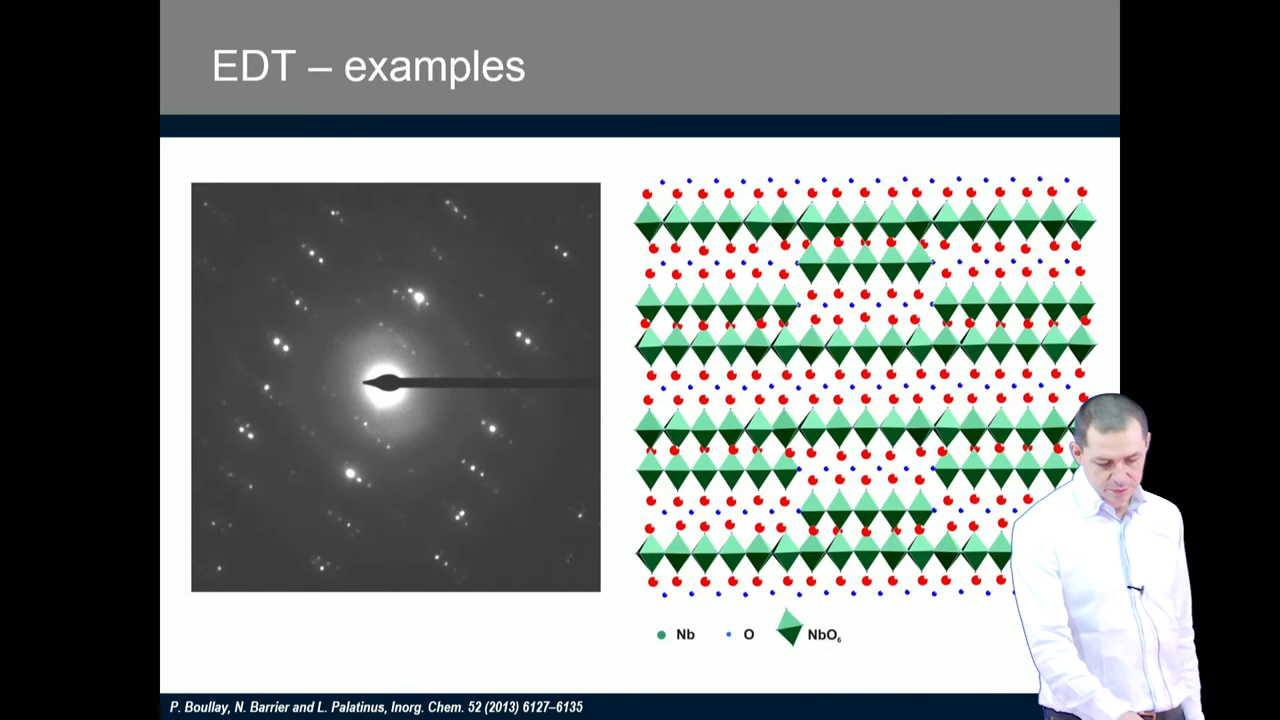 EDT – examples
Nb
O
NbO₆
P. Boullay, N. Barrier and L. Palatinus, Inorg. Chem. 52 (2013) 6127–6135